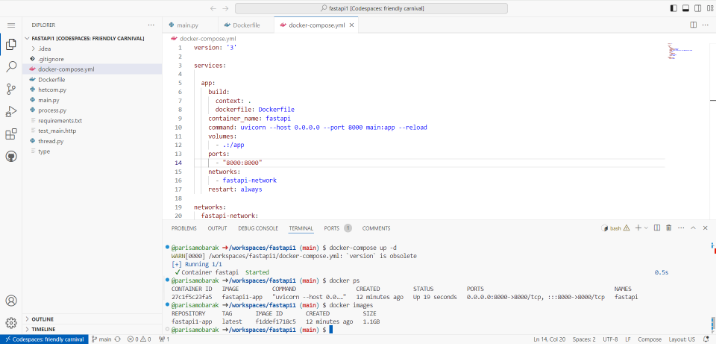 fastapi1 [Codespaces: friendly carnival]
EXPLORER
FASTAPI1 [CODESPACES: FRIENDLY CARNIVAL]
.idea
.gitignore
docker-compose.yml
Dockerfile
hetcom.py
main.py
process.py
requirements.txt
test_main.http
thread.py
type
OUTLINE
TIMELINE
main.py
Dockerfile
docker-compose.yml
docker-compose.yml
1 version: '3'
2
3 services:
4
5 app:
6 build:
7 context: .
8 dockerfile: Dockerfile
9 container_name: fastapi
10 command: uvicorn --host 0.0.0.0 --port 8000 main:app --reload
11 volumes:
12 - .:/app
13 ports:
14 - "8000:8000"
15 networks:
16 - fastapi-network
17 restart: always
18
19 networks:
20 fastapi-network:
PROBLEMS OUTPUT DEBUG CONSOLE TERMINAL PORTS 1 COMMENTS
bash
@parisamobarak ➜ /workspaces/fastapi1 (main) $ docker-compose up -d
WARN[0000] /workspaces/fastapi1/docker-compose.yml: `version` is obsolete
[+] Running 1/1
✔ Container fastapi Started 0.5s
@parisamobarak ➜ /workspaces/fastapi1 (main) $ docker ps
CONTAINER ID IMAGE COMMAND CREATED STATUS PORTS NAMES
27c1f5c23fa5 fastapi1-app "uvicorn --host 0.0.…" 12 minutes ago Up 19 seconds 0.0.0.0:8000->8000/tcp, :::8000->8000/tcp fastapi
@parisamobarak ➜ /workspaces/fastapi1 (main) $ docker images
REPOSITORY TAG IMAGE ID CREATED SIZE
fastapi1-app latest f1ddef1718c5 12 minutes ago 1.1GB
@parisamobarak ➜ /workspaces/fastapi1 (main) $
Codespaces: friendly carnival main 0 0 1 Ln 14, Col 20 Spaces: 2 UTF-8 LF Compose Layout: US